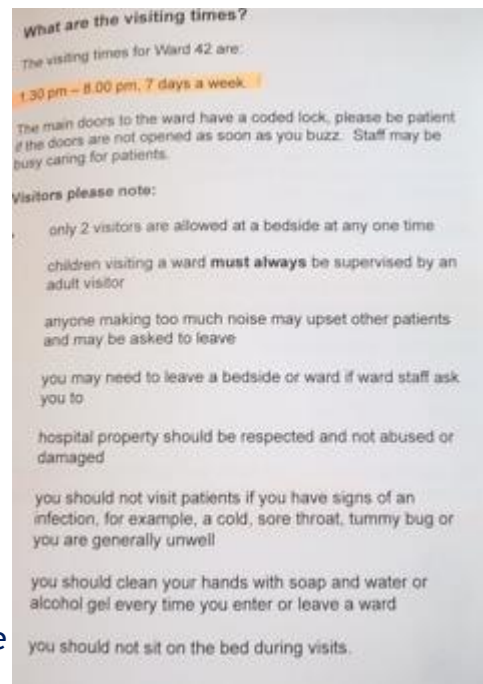 What are the visiting times?
The visiting times for Ward 42 are:
1.30 pm – 8.00 pm, 7 days a week
The main doors to the ward have a coded lock, please be patient
if the doors are not opened as soon as you buzz. Staff may be
busy caring for patients.
Visitors please note:
only 2 visitors are allowed at a bedside at any one time
children visiting a ward must always be supervised by an
adult visitor
anyone making too much noise may upset other patients
and may be asked to leave
you may need to leave a bedside or ward if ward staff ask
you to
hospital property should be respected and not abused or
damaged
you should not visit patients if you have signs of an
infection, for example, a cold, sore throat, tummy bug or
you are generally unwell
you should clean your hands with soap and water or
alcohol gel every time you enter or leave a ward
e
you should not sit on the bed during visits.